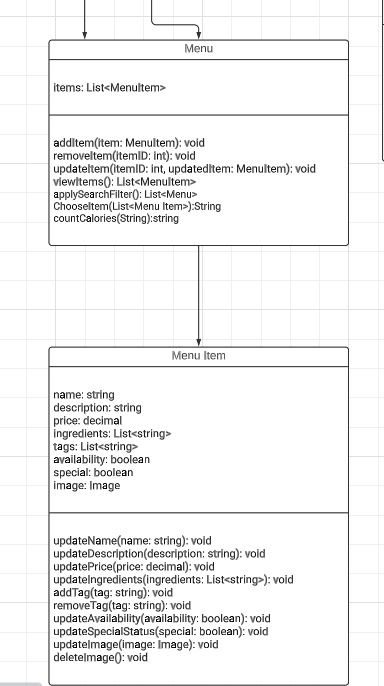 Menu
items: List<MenuItem>
addItem(Item: MenuItem): void
removeItem(ItemID: int): void
updateItem(itemID: int, updatedItem: MenuItem): void
viewItems(): List<MenuItem>
applySearchFilter(): List<Menu>
ChooseItem(List<Menu Item>):String
countCalories(String):string
Menu Item
name: string
description: string
price: decimal
ingredients: List<string>
tags: List<string>
availability: boolean
special: boolean
image: Image
updateName(name: string): void
updateDescription(description: string): void
updatePrice(price: decimal): void
updateIngredients(ingredients: List<string>): void
addTag(tag: string): void
removeTag(tag: string): void
updateAvailability(availability: boolean): void
updateSpecialStatus(special: boolean): void
updateImage(image: Image): void
deleteImage(): void